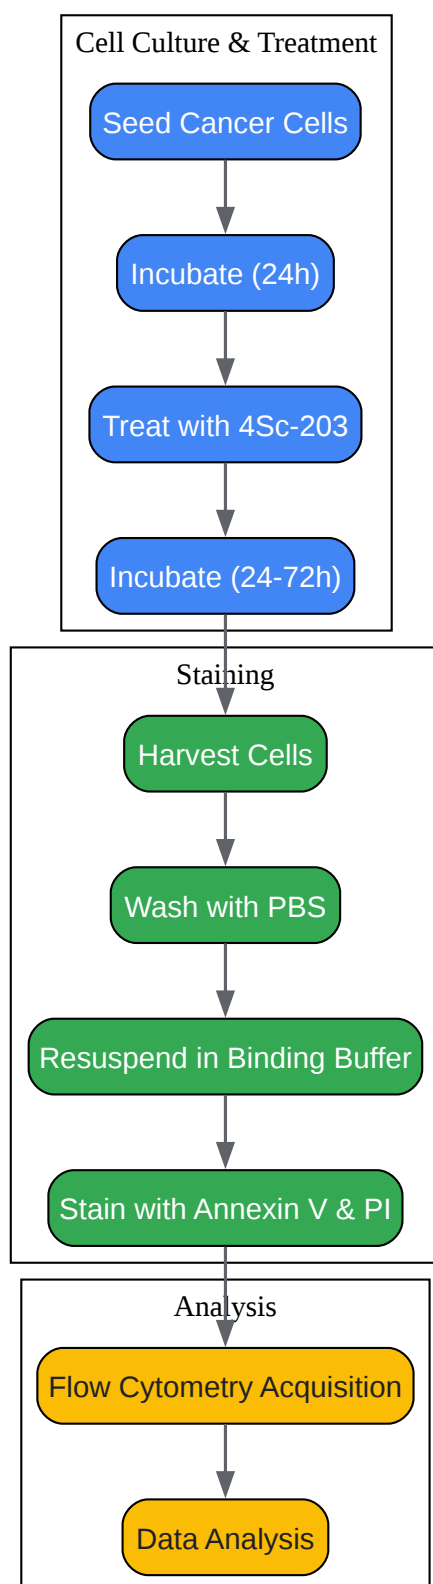 Cell Culture & Treatment
Seed Cancer Cells
Incubate (24h)
Treat with 4Sc-203
Incubate (24-72h)
Staining
Harvest Cells
Wash with PBS
Resuspend in Binding Buffer
Stain with Annexin V & PI
Analysis
Flow Cytometry Acquisition
Data Analysis